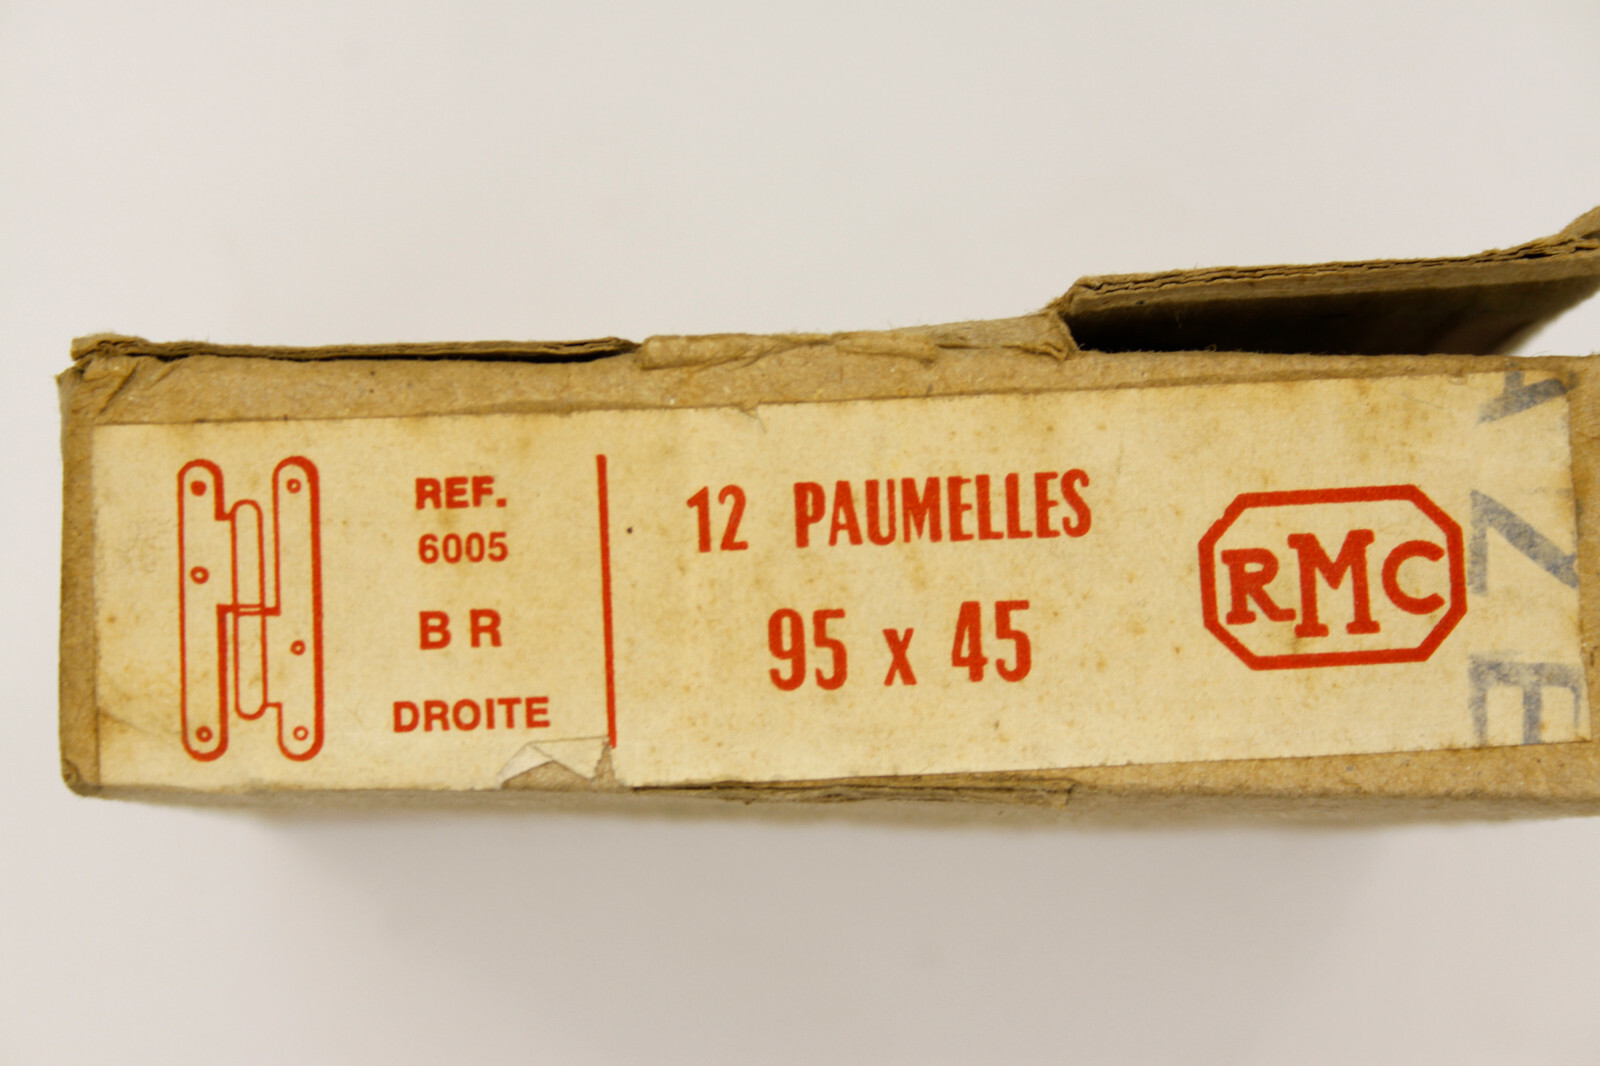 REF.
6005
B R
DROITE
12 PAUMELLES
95 x 45
RMC